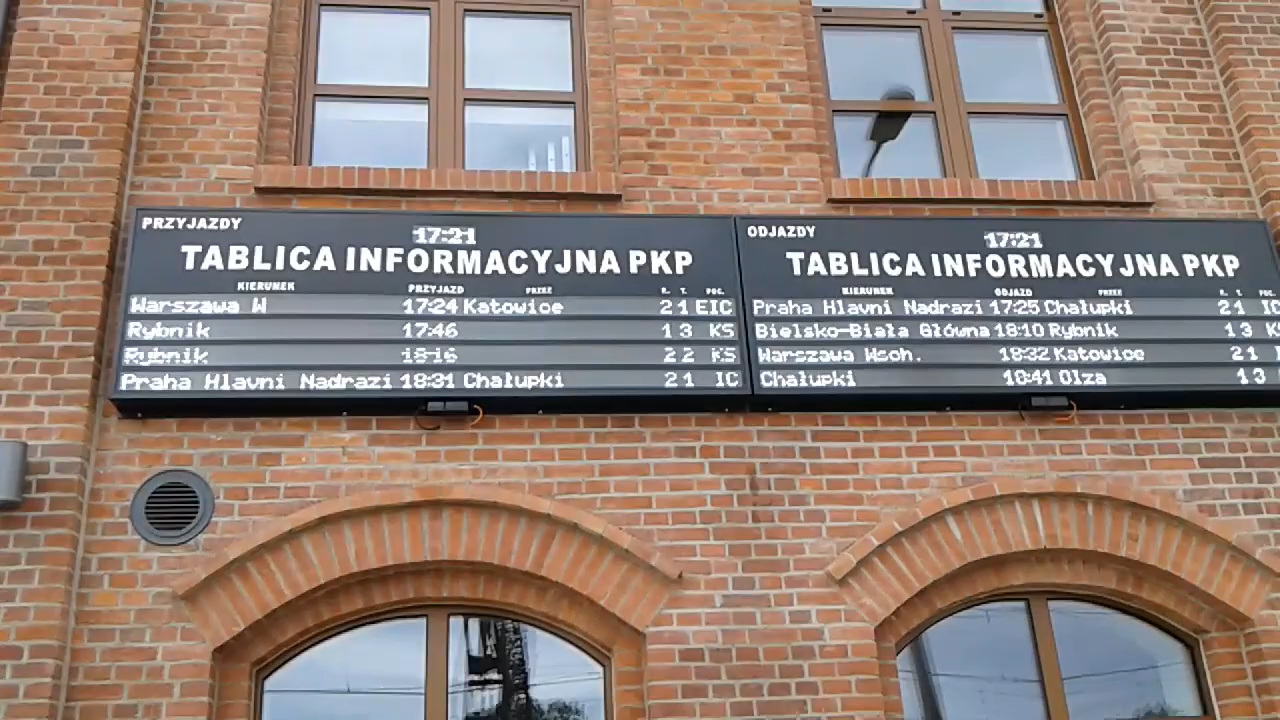 PRZYJAZDY
17:21
TABLICA INFORMACYJNA PKP
KIERUNEK PRZYJAZD PRZEZ P. T. POC.
Warszawa W 17:24 Katowice 2 1 EIC
Rybnik 17:46 1 3 KS
Rybnik 18:16 2 2 KS
Praha Hlavni Nadrazi 18:31 Chałupki 2 1 IC
ODJAZDY
17:21
TABLICA INFORMACYJNA PKP
KIERUNEK ODJAZD PRZEZ P. T. POC.
Praha Hlavni Nadrazi 17:25 Chałupki 2 1
Bielsko-Biała Główna 18:10 Rybnik 1 3
Warszawa Wsch. 18:32 Katowice 2 1
Chałupki 18:41 Olza 1 3